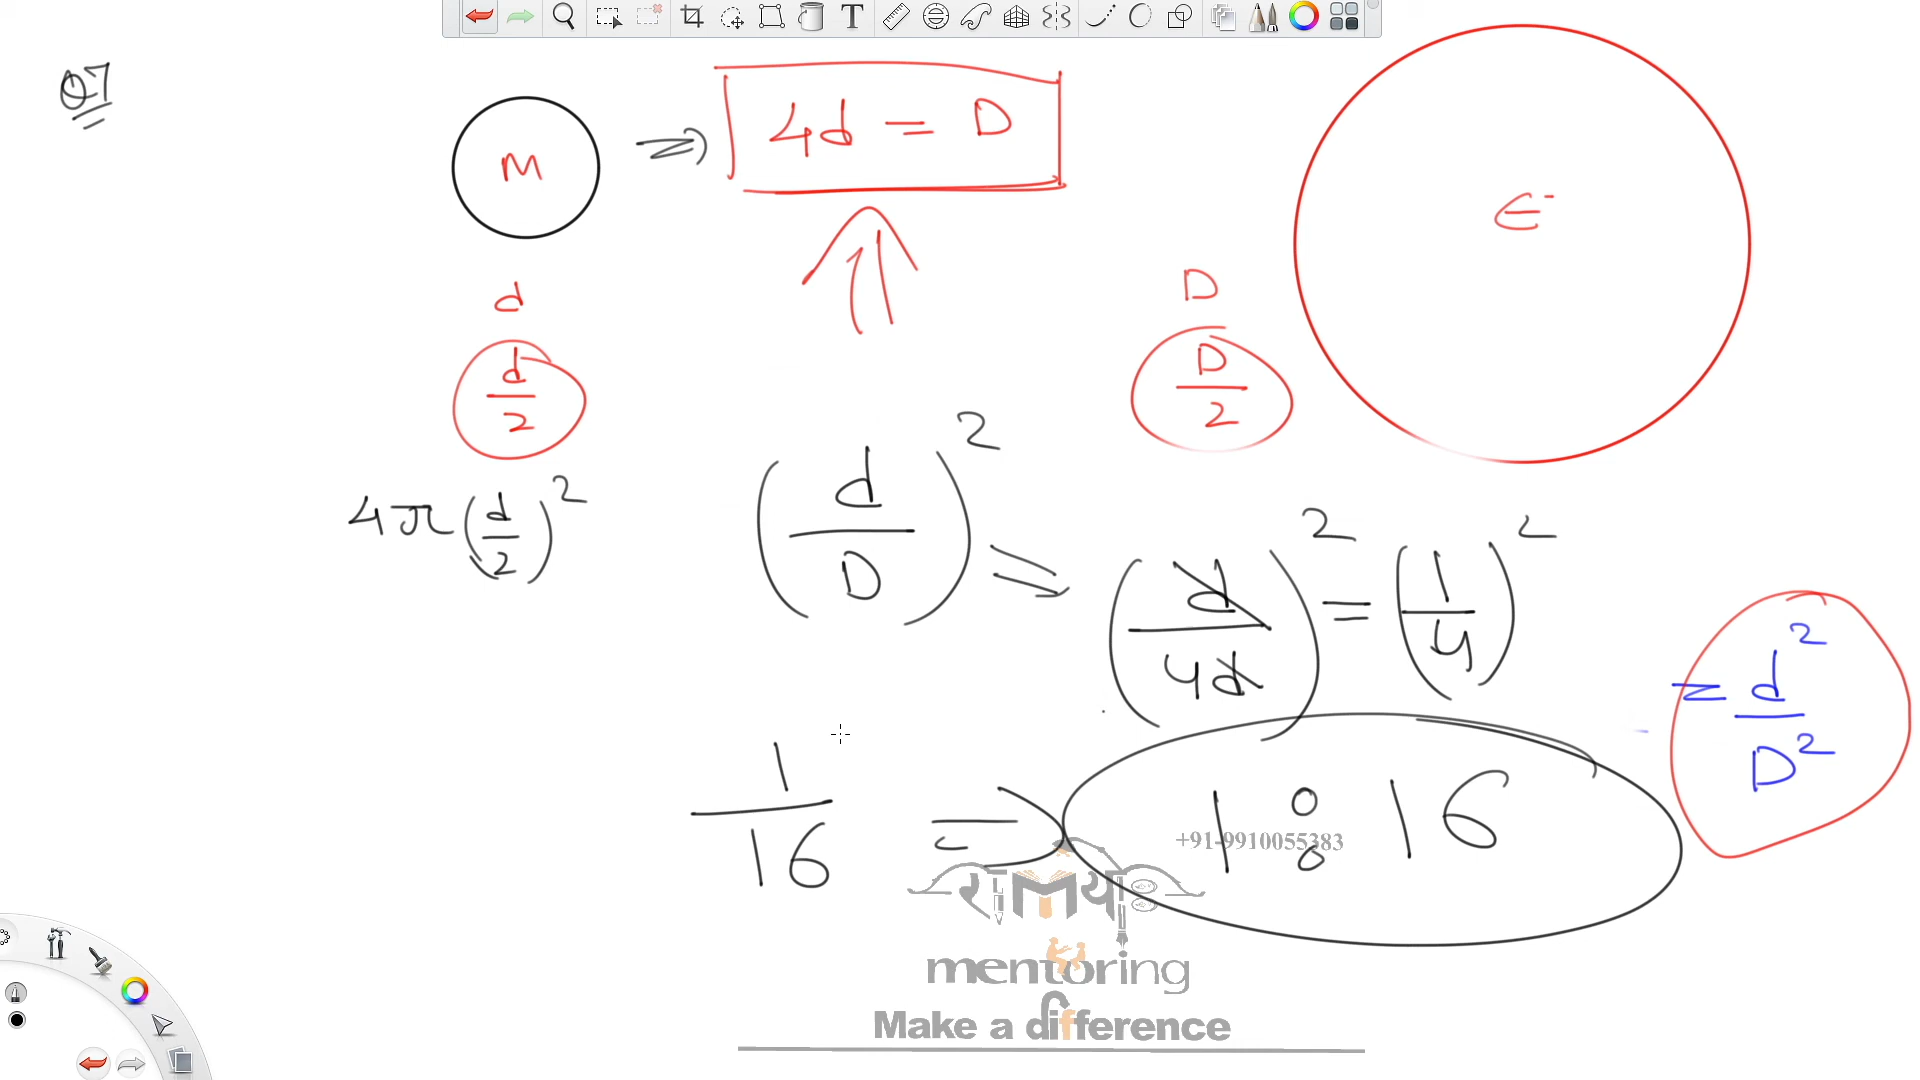 Q7
M
⇒ 4d = D
E
d
D
d/2
D/2
4π(d/2)²
(d/D)²
⇒ (d/4d)² = (1/4)²
= d²/D²
1/16 ⇒ 1 : 16
+91-9910055383
राम्या
mentoring
Make a difference